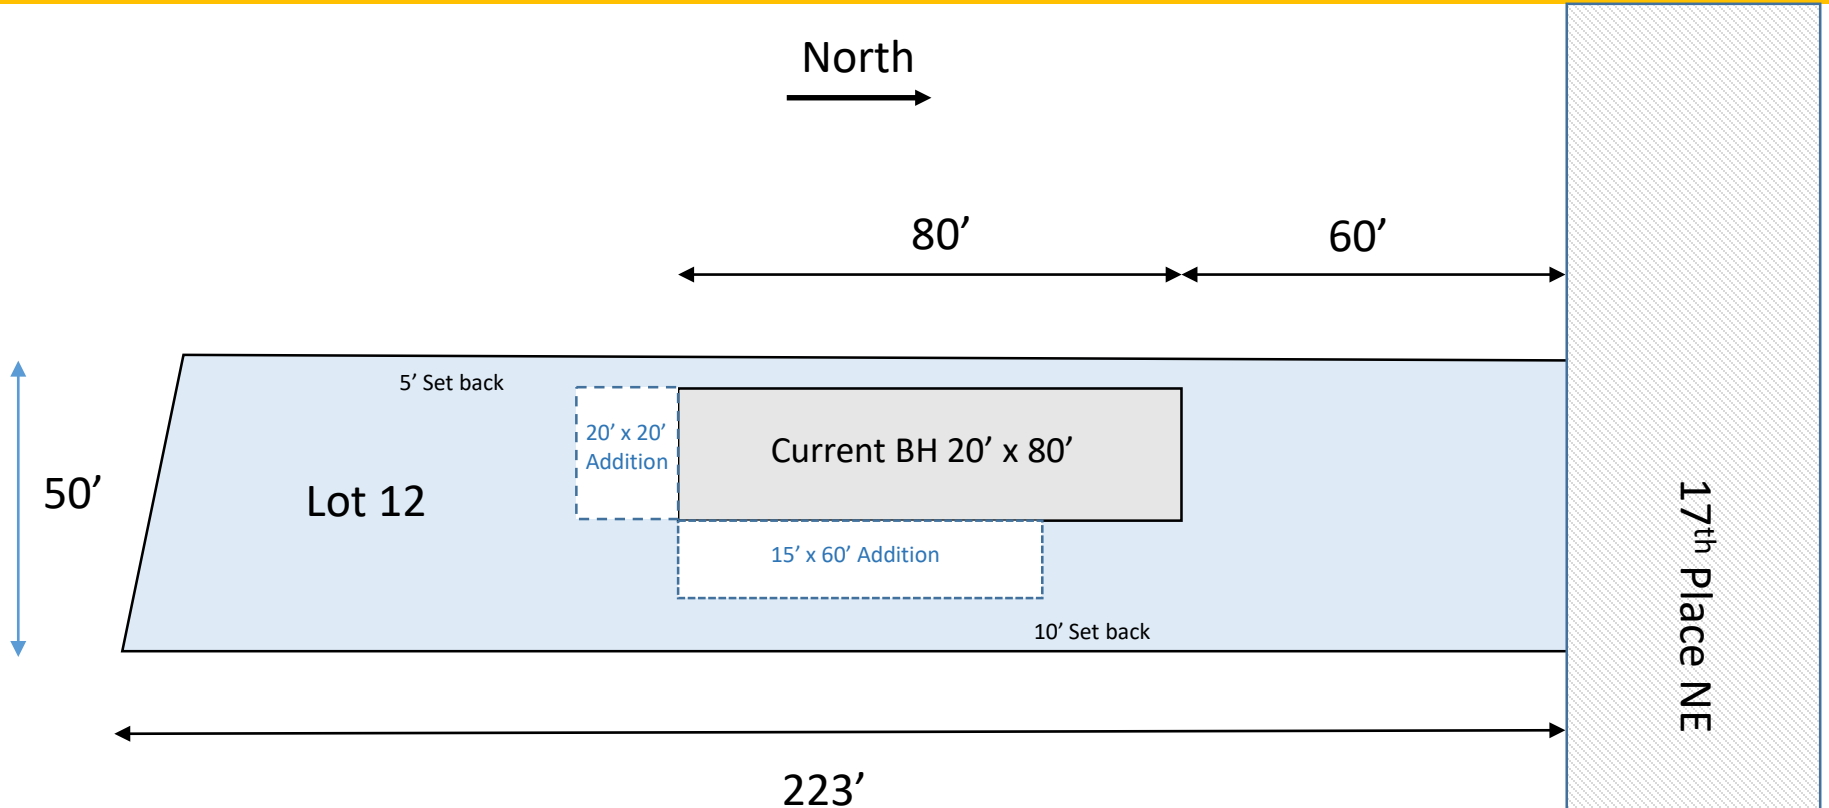 North
80’
60’
5’ Set back
20’ x 20’
Addition
Current BH 20’ x 80’
50’
Lot 12
15’ x 60’ Addition
10’ Set back
17th Place NE
223’